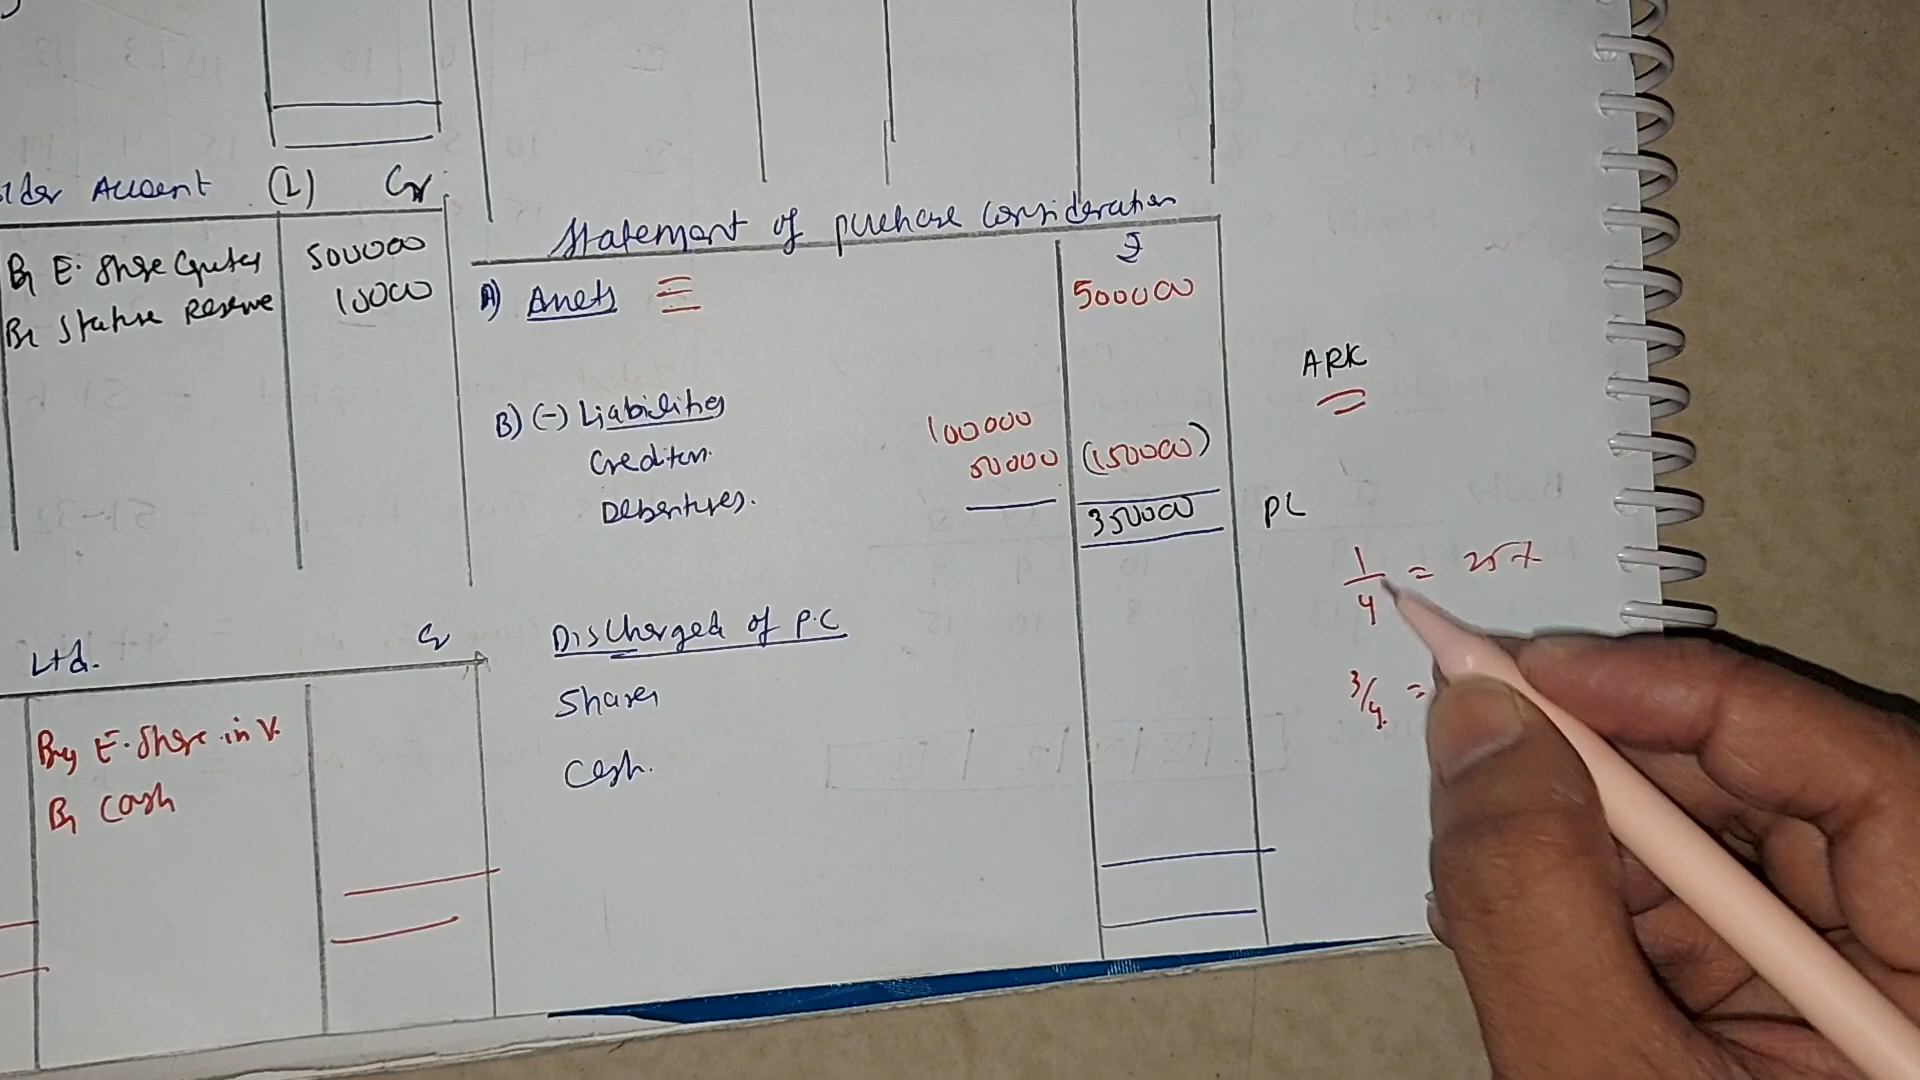 Account (L) Cr.
By E. Share Capital 500000
By Statue Reserve 10000
Ltd. Cr
By E. Share in V.
By Cash
Statement of purchase consideration
₹
A) Assets 500000
B) (-) Liabilities
Creditors. 100000
Debentures. 50000 (150000)
350000 PC
Discharged of P.C
Shares
Cash.
ARK
1/4 = 25%
3/4 =